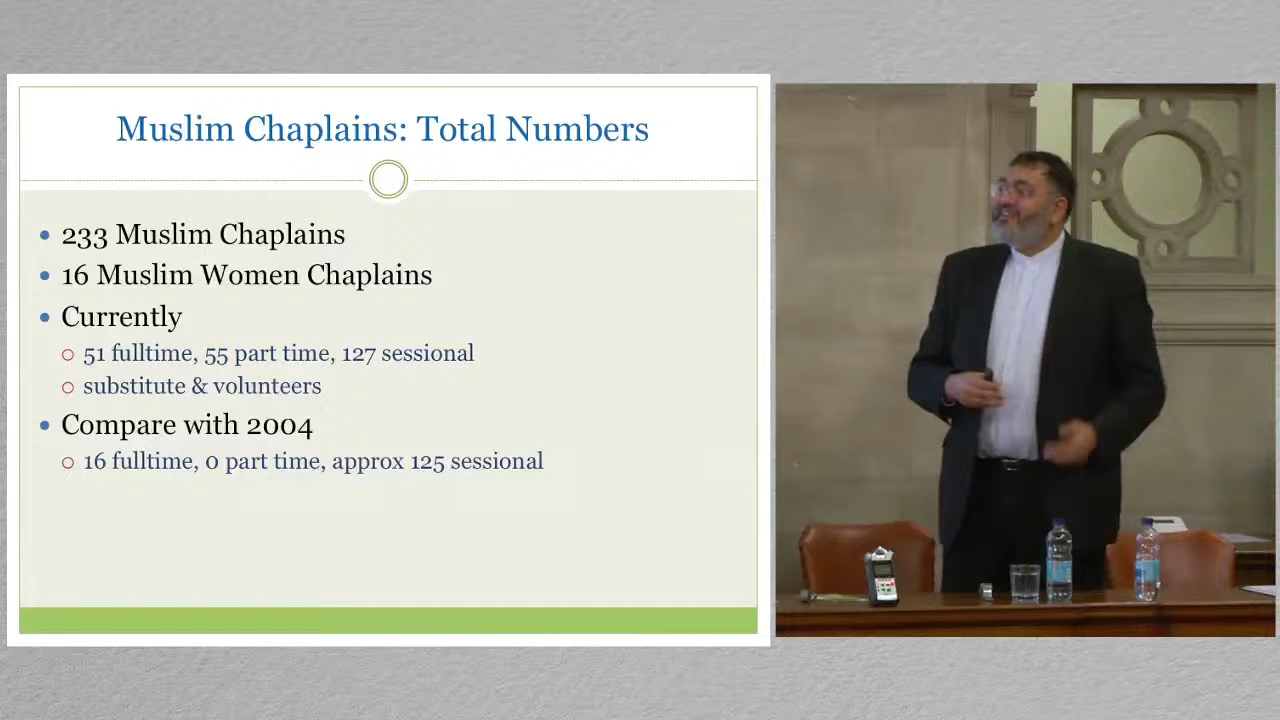 Muslim Chaplains: Total Numbers
233 Muslim Chaplains
16 Muslim Women Chaplains
Currently
51 fulltime, 55 part time, 127 sessional
substitute & volunteers
Compare with 2004
16 fulltime, 0 part time, approx 125 sessional